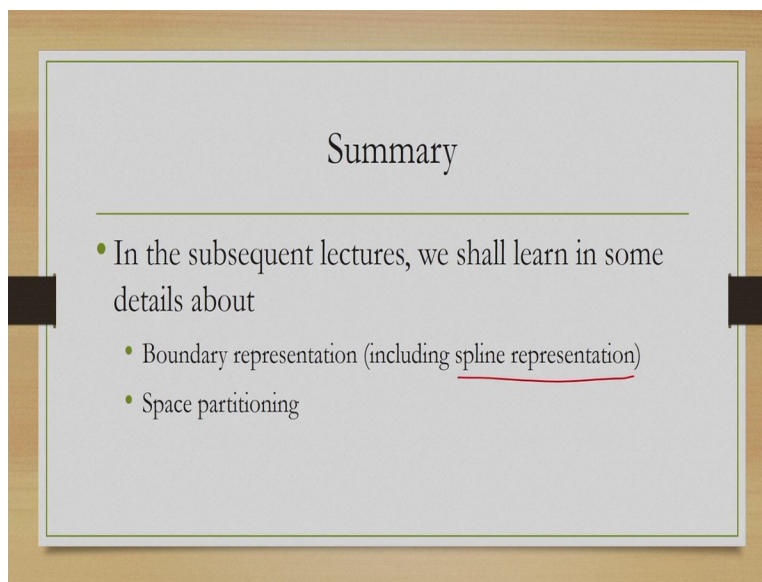 Summary
• In the subsequent lectures, we shall learn in some
details about
• Boundary representation (including spline representation)
• Space partitioning